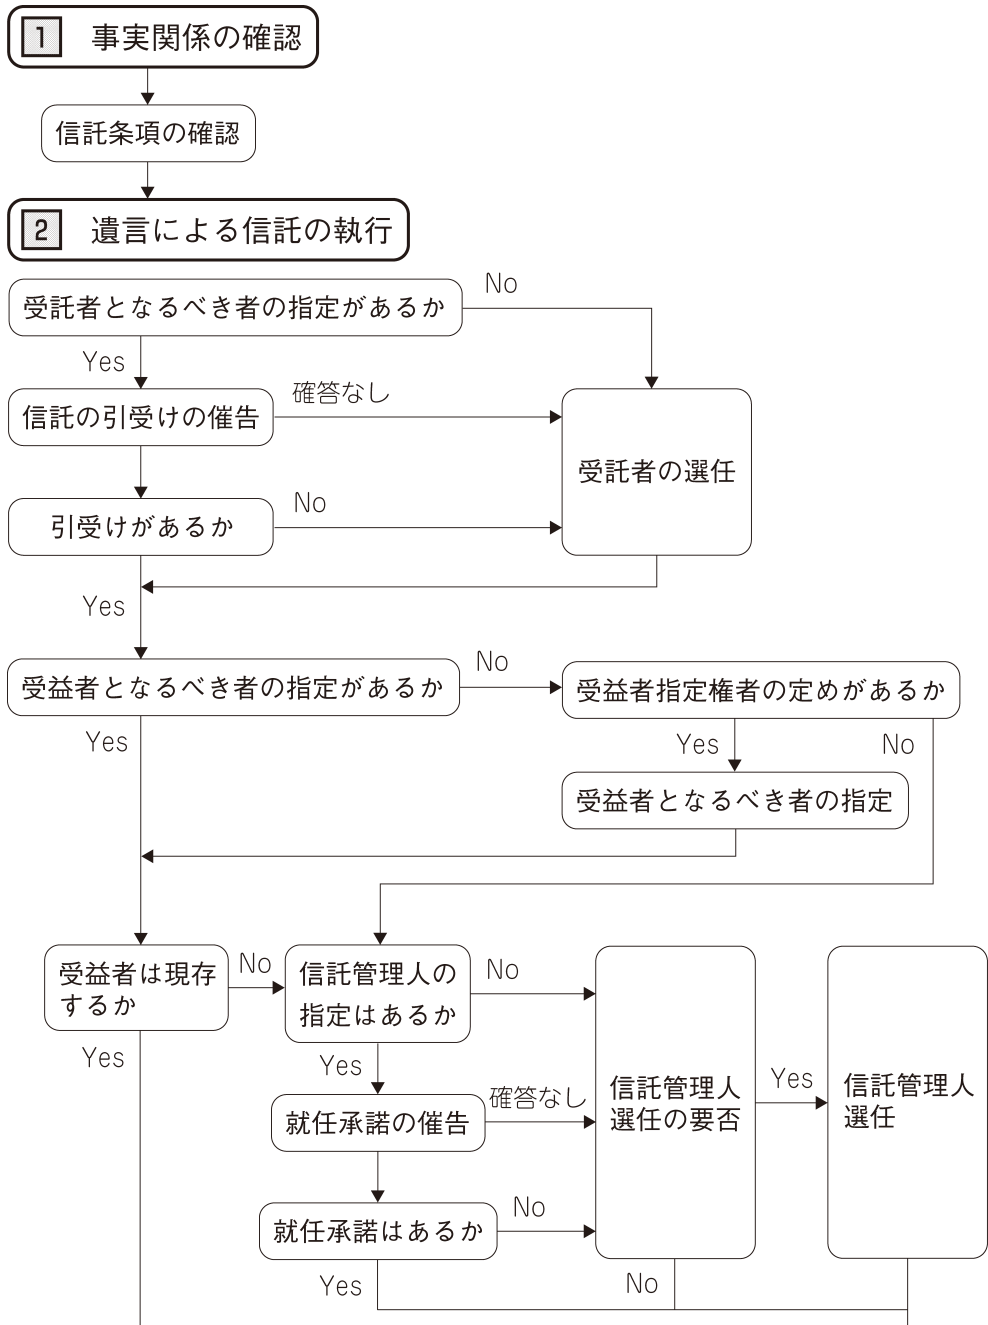 1 事実関係の確認
信託条項の確認
2 遺言による信託の執行
受託者となるべき者の指定があるか
No
Yes
信託の引受けの催告
確答なし
受託者の選任
引受けがあるか
No
Yes
受益者となるべき者の指定があるか
No
受益者指定権者の定めがあるか
Yes
Yes
No
受益者となるべき者の指定
受益者は現存
するか
No
信託管理人の
指定はあるか
No
Yes
Yes
就任承諾の催告
確答なし
信託管理人
選任の要否
Yes
信託管理人
選任
就任承諾はあるか
No
Yes
No